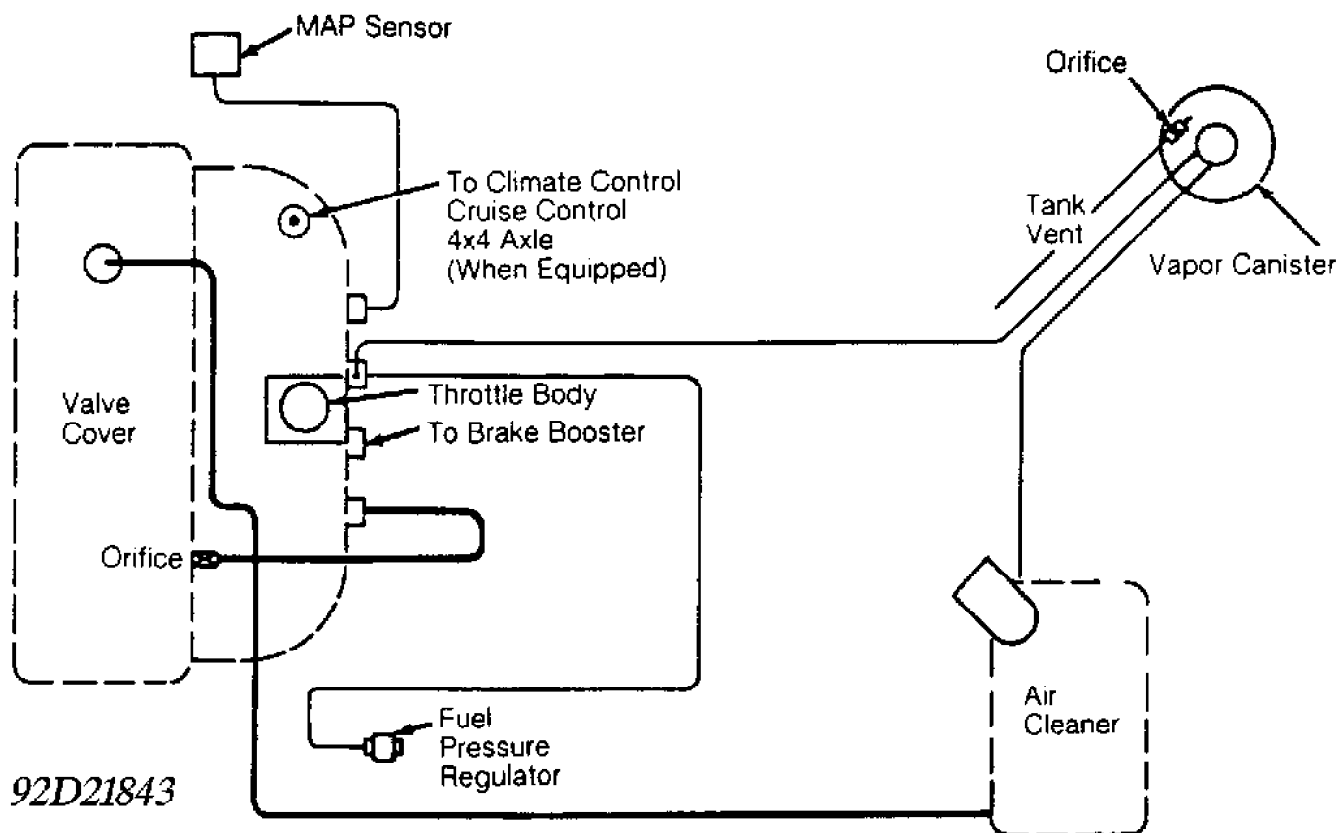 MAP Sensor
Orifice
To Climate Control
Cruise Control
4x4 Axle
(When Equipped)
Tank
Vent
Vapor Canister
Valve
Cover
Throttle Body
To Brake Booster
Orifice
Fuel
Pressure
Regulator
Air
Cleaner
92D21843